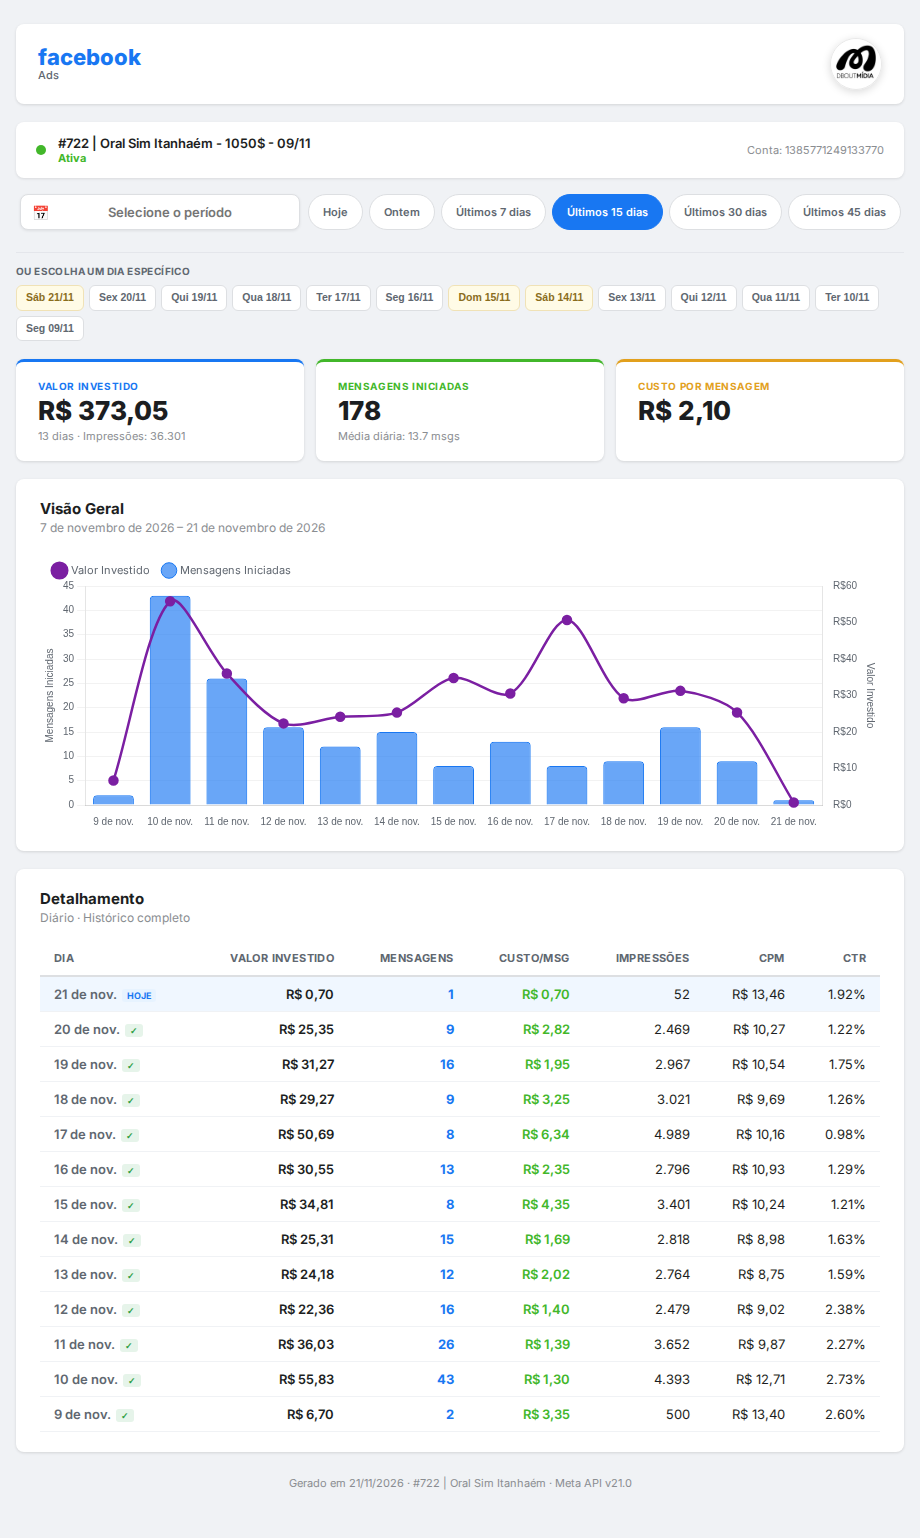 facebook
Ads
DBOUTMÍDIA
#722 | Oral Sim Itanhaém - 1050$ - 09/11
Ativa
Conta: 1385771249133770
Selecione o período
Hoje
Ontem
Últimos 7 dias
Últimos 15 dias
Últimos 30 dias
Últimos 45 dias
OU ESCOLHA UM DIA ESPECÍFICO
Sáb 21/11
Sex 20/11
Qui 19/11
Qua 18/11
Ter 17/11
Seg 16/11
Dom 15/11
Sáb 14/11
Sex 13/11
Qui 12/11
Qua 11/11
Ter 10/11
Seg 09/11
VALOR INVESTIDO
R$ 373,05
13 dias · Impressões: 36.301
MENSAGENS INICIADAS
178
Média diária: 13.7 msgs
CUSTO POR MENSAGEM
R$ 2,10
Visão Geral
7 de novembro de 2026 – 21 de novembro de 2026
Valor Investido
Mensagens Iniciadas
45
40
35
30
25
20
15
10
5
0
Mensagens Iniciadas
R$60
R$50
R$40
R$30
R$20
R$10
R$0
Valor Investido
9 de nov. 10 de nov. 11 de nov. 12 de nov. 13 de nov. 14 de nov. 15 de nov. 16 de nov. 17 de nov. 18 de nov. 19 de nov. 20 de nov. 21 de nov.
Detalhamento
Diário · Histórico completo
DIA VALOR INVESTIDO MENSAGENS CUSTO/MSG IMPRESSÕES CPM CTR
21 de nov. HOJE R$ 0,70 1 R$ 0,70 52 R$ 13,46 1.92%
20 de nov. ✓ R$ 25,35 9 R$ 2,82 2.469 R$ 10,27 1.22%
19 de nov. ✓ R$ 31,27 16 R$ 1,95 2.967 R$ 10,54 1.75%
18 de nov. ✓ R$ 29,27 9 R$ 3,25 3.021 R$ 9,69 1.26%
17 de nov. ✓ R$ 50,69 8 R$ 6,34 4.989 R$ 10,16 0.98%
16 de nov. ✓ R$ 30,55 13 R$ 2,35 2.796 R$ 10,93 1.29%
15 de nov. ✓ R$ 34,81 8 R$ 4,35 3.401 R$ 10,24 1.21%
14 de nov. ✓ R$ 25,31 15 R$ 1,69 2.818 R$ 8,98 1.63%
13 de nov. ✓ R$ 24,18 12 R$ 2,02 2.764 R$ 8,75 1.59%
12 de nov. ✓ R$ 22,36 16 R$ 1,40 2.479 R$ 9,02 2.38%
11 de nov. ✓ R$ 36,03 26 R$ 1,39 3.652 R$ 9,87 2.27%
10 de nov. ✓ R$ 55,83 43 R$ 1,30 4.393 R$ 12,71 2.73%
9 de nov. ✓ R$ 6,70 2 R$ 3,35 500 R$ 13,40 2.60%
Gerado em 21/11/2026 · #722 | Oral Sim Itanhaém · Meta API v21.0